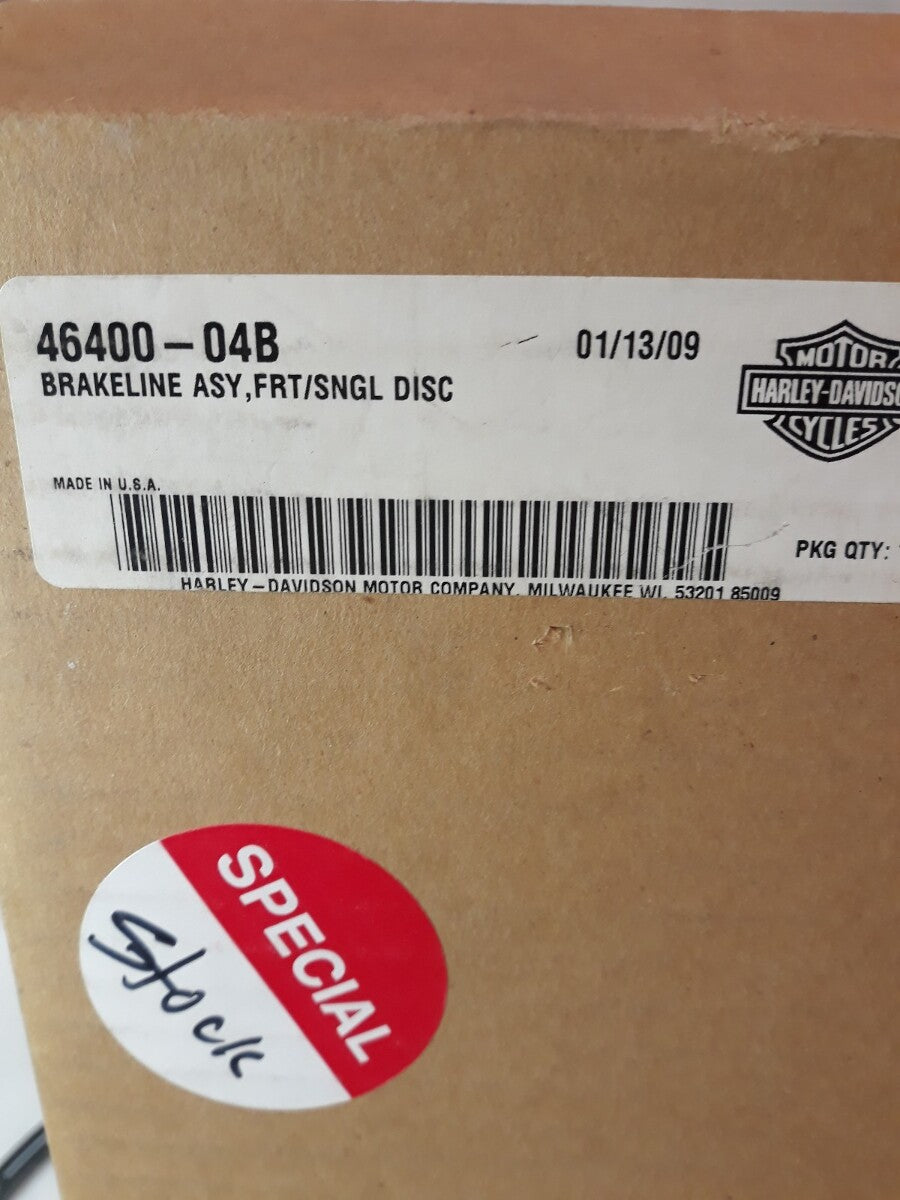 46400-04B
01/13/09
BRAKELINE ASY,FRT/SNGL DISC
MOTOR
HARLEY-DAVIDSO
CYCLES
MADE IN U.S.A.
PKG QTY:
HARLEY-DAVIDSON MOTOR COMPANY, MILWAUKEE WI. 53201 85009
SPECIAL
Stock